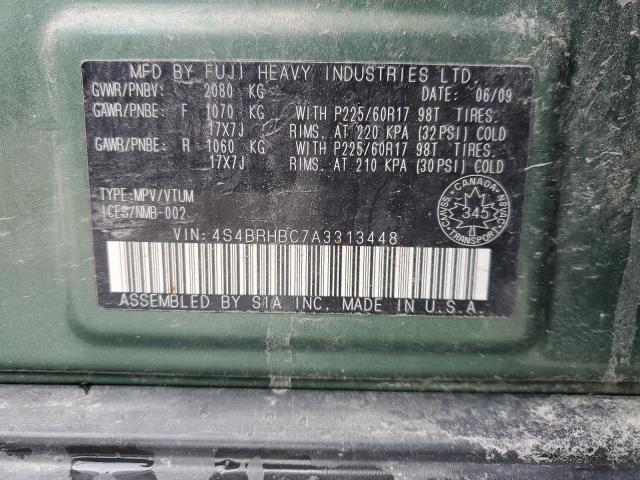 MFD BY FUJI HEAVY INDUSTRIES LTD.
GVWR/PNBV: 2080 KG DATE: 06/09
GAWR/PNBE: F 1070 KG WITH P225/60R17 98T TIRES.
17X7J RIMS. AT 220 KPA (32PSI) COLD
GAWR/PNBE: R 1060 KG WITH P225/60R17 98T TIRES.
17X7J RIMS. AT 210 KPA (30PSI) COLD
TYPE:MPV/VTUM
ICES/NMB-002
CANADA
CMVSS NSVAC
345
VIN:4S4BRHBC7A3313448
ASSEMBLED BY SIA INC. MADE IN U.S.A.